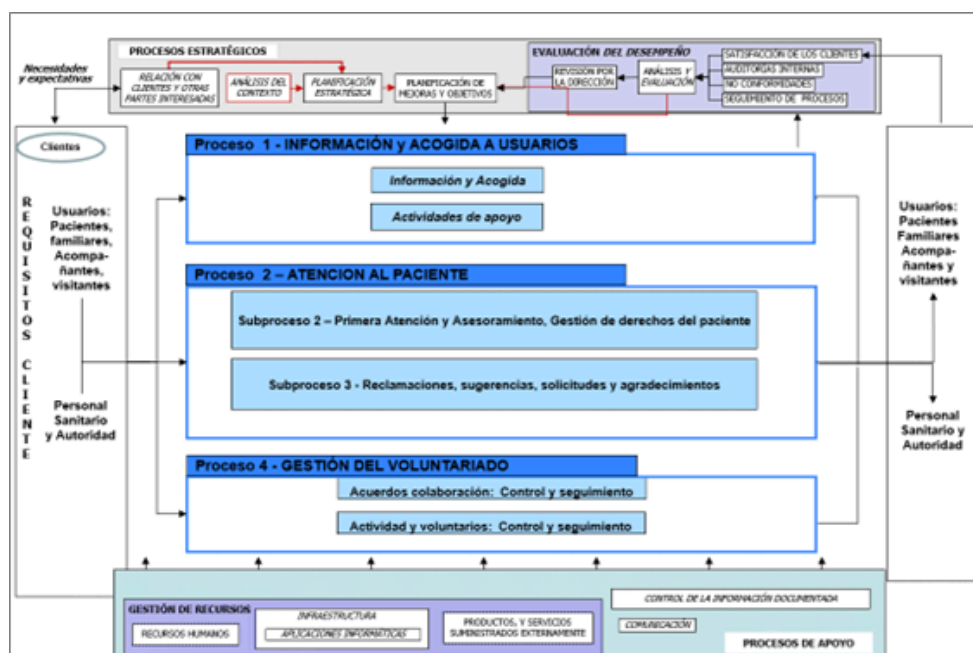 PROCESOS ESTRATÉGICOS
Necesidades
y expectativas
RELACIÓN CON
CLIENTES Y OTRAS
PARTES INTERESADAS
ANÁLISIS DEL
CONTEXTO
PLANIFICACIÓN
ESTRATÉGICA
PLANIFICACIÓN DE
MEJORAS Y OBJETIVOS
EVALUACIÓN DEL DESEMPEÑO
REVISIÓN POR
LA DIRECCIÓN
ANÁLISIS Y
EVALUACIÓN
SATISFACCIÓN DE LOS CLIENTES
AUDITORÍAS INTERNAS
NO CONFORMIDADES
SEGUIMIENTO DE PROCESOS
Clientes
REQUISITOS CLIENTE
Usuarios:
Pacientes,
familiares,
Acompa-
ñantes,
visitantes
Personal
Sanitario
y Autoridad
Proceso 1 - INFORMACIÓN y ACOGIDA A USUARIOS
Información y Acogida
Actividades de apoyo
Proceso 2 – ATENCION AL PACIENTE
Subproceso 2 – Primera Atención y Asesoramiento, Gestión de derechos del paciente
Subproceso 3 - Reclamaciones, sugerencias, solicitudes y agradecimientos
Proceso 4 - GESTIÓN DEL VOLUNTARIADO
Acuerdos colaboración: Control y seguimiento
Actividad y voluntarios: Control y seguimiento
Usuarios:
Pacientes
Familiares
Acompa-
ñantes y
visitantes
Personal
Sanitario y
Autoridad
GESTIÓN DE RECURSOS
RECURSOS HUMANOS
INFRAESTRUCTURA
APLICACIONES INFORMÁTICAS
PRODUCTOS, Y SERVICIOS
SUMINISTRADOS EXTERNAMENTE
CONTROL DE LA INFORMACIÓN DOCUMENTADA
COMUNICACIÓN
PROCESOS DE APOYO